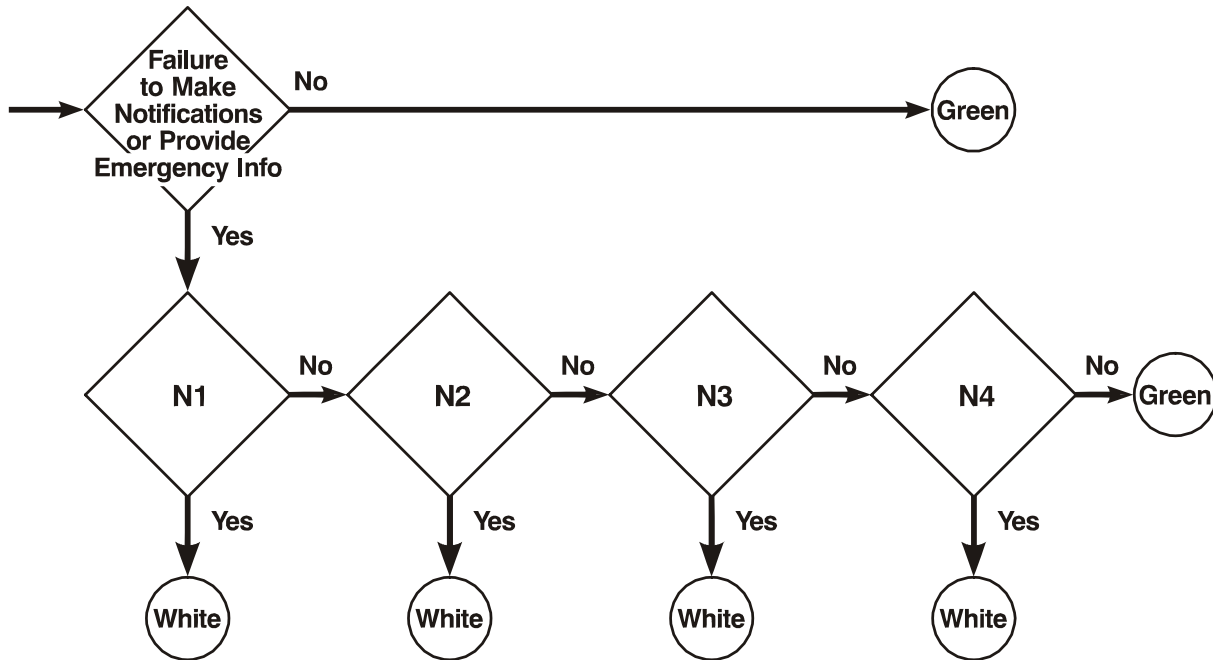 Failure
to Make
Notifications
or Provide
Emergency Info
No
Green
Yes
N1
No
N2
No
N3
No
N4
No
Green
Yes
Yes
Yes
Yes
White
White
White
White